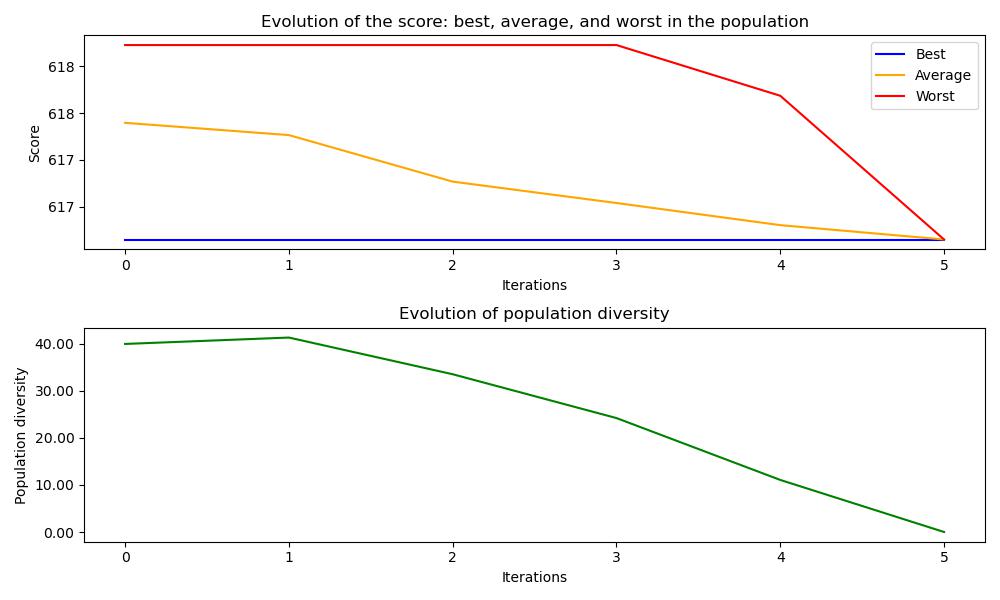 Evolution of the score: best, average, and worst in the population
618
618
617
617
Score
Best
Average
Worst
0 1 2 3 4 5
Iterations
Evolution of population diversity
40.00
30.00
20.00
10.00
0.00
Population diversity
0 1 2 3 4 5
Iterations